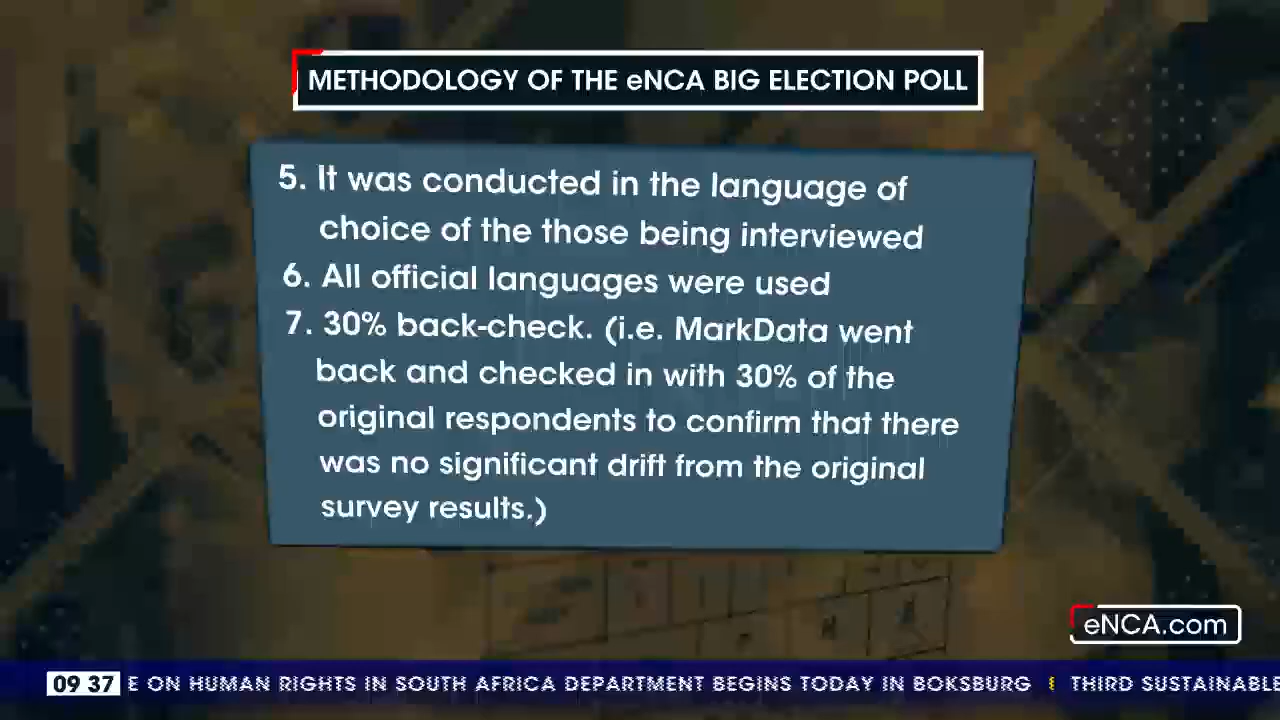 METHODOLOGY OF THE eNCA BIG ELECTION POLL
5. It was conducted in the language of
choice of the those being interviewed
6. All official languages were used
7. 30% back-check. (i.e. MarkData went
back and checked in with 30% of the
original respondents to confirm that there
was no significant drift from the original
survey results.)
eNCA.com
09 37 E ON HUMAN RIGHTS IN SOUTH AFRICA DEPARTMENT BEGINS TODAY IN BOKSBURG THIRD SUSTAINABLE